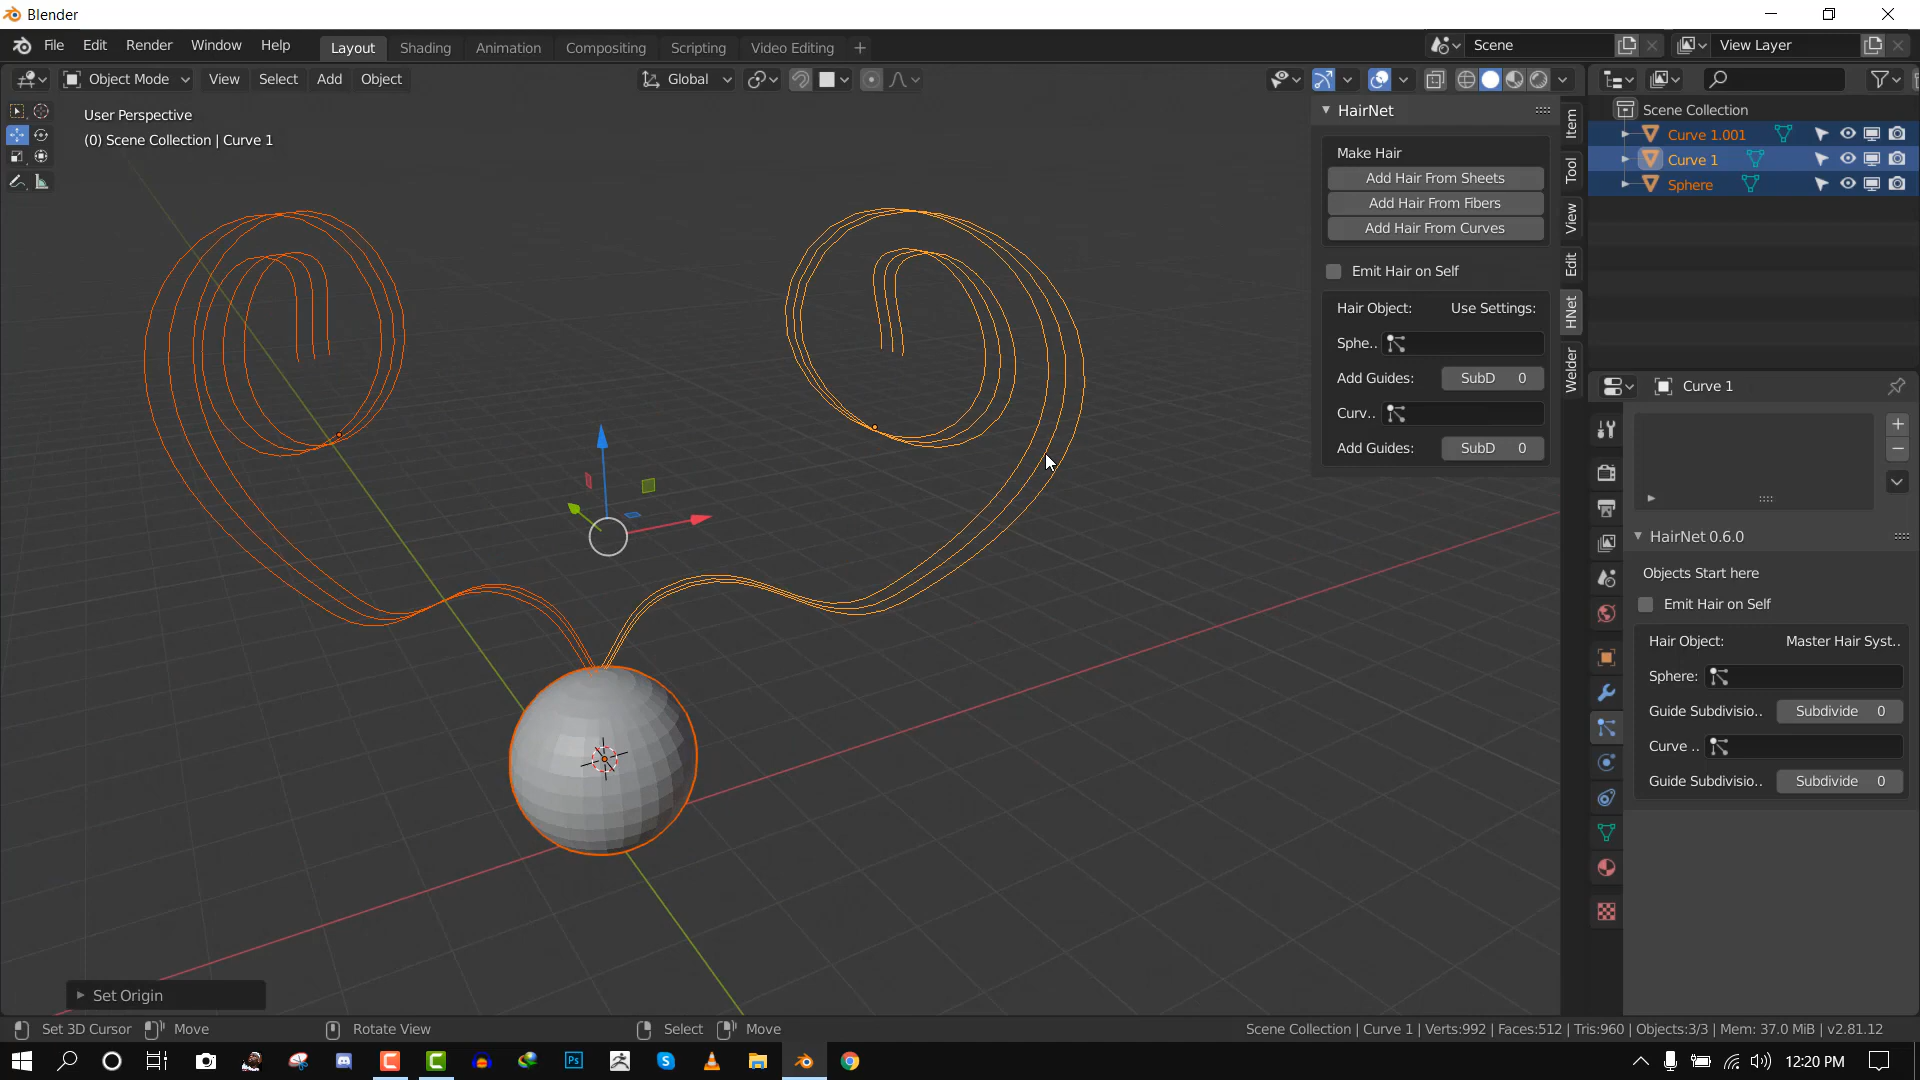 Blender
File Edit Render Window Help Layout Shading Animation Compositing Scripting Video Editing + Scene View Layer
Object Mode View Select Add Object Global
User Perspective
(0) Scene Collection | Curve 1
HairNet
Make Hair
Add Hair From Sheets
Add Hair From Fibers
Add Hair From Curves
Emit Hair on Self
Hair Object: Use Settings:
Sphe..
Add Guides: SubD 0
Curv..
Add Guides: SubD 0
Item
Tool
View
Edit
HNet
Welder
Scene Collection
Curve 1.001
Curve 1
Sphere
Curve 1
HairNet 0.6.0
Objects Start here
Emit Hair on Self
Hair Object: Master Hair Syst..
Sphere:
Guide Subdivisio.. Subdivide 0
Curve ..
Guide Subdivisio.. Subdivide 0
Set Origin
Set 3D Cursor Move Rotate View Select Move Scene Collection | Curve 1 | Verts:992 | Faces:512 | Tris:960 | Objects:3/3 | Mem: 37.0 MiB | v2.81.12
12:20 PM